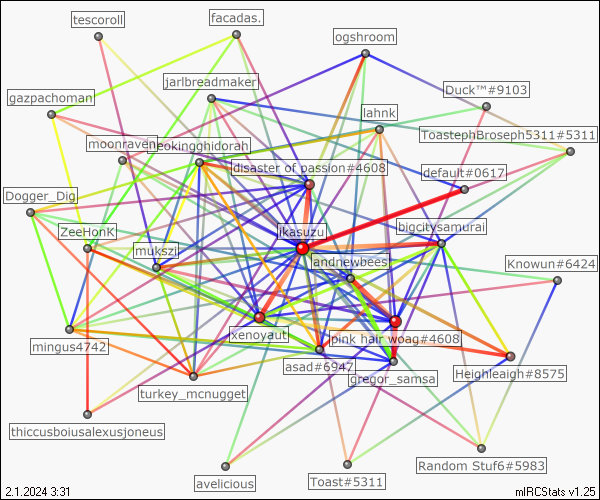 tescoroll
facadas.
ogshroom
jarlbreadmaker
Duck™#9103
gazpachoman
lahnk
ToastephBroseph5311#5311
moonraven
neokingghidorah
disaster of passion#4608
default#0617
Dogger_Dig
ZeeHonK
ikasuzu
bigcitysamurai
mukszi
andnewbees
Knowun#6424
xenoyaut
pink hair woag#4608
mingus4742
asad#6947
gregor_samsa
Heighleaigh#8575
turkey_mcnugget
thiccusboiusalexusjoneus
Random Stuf6#5983
avelicious
Toast#5311
2.1.2024 3:31
mIRCStats v1.25